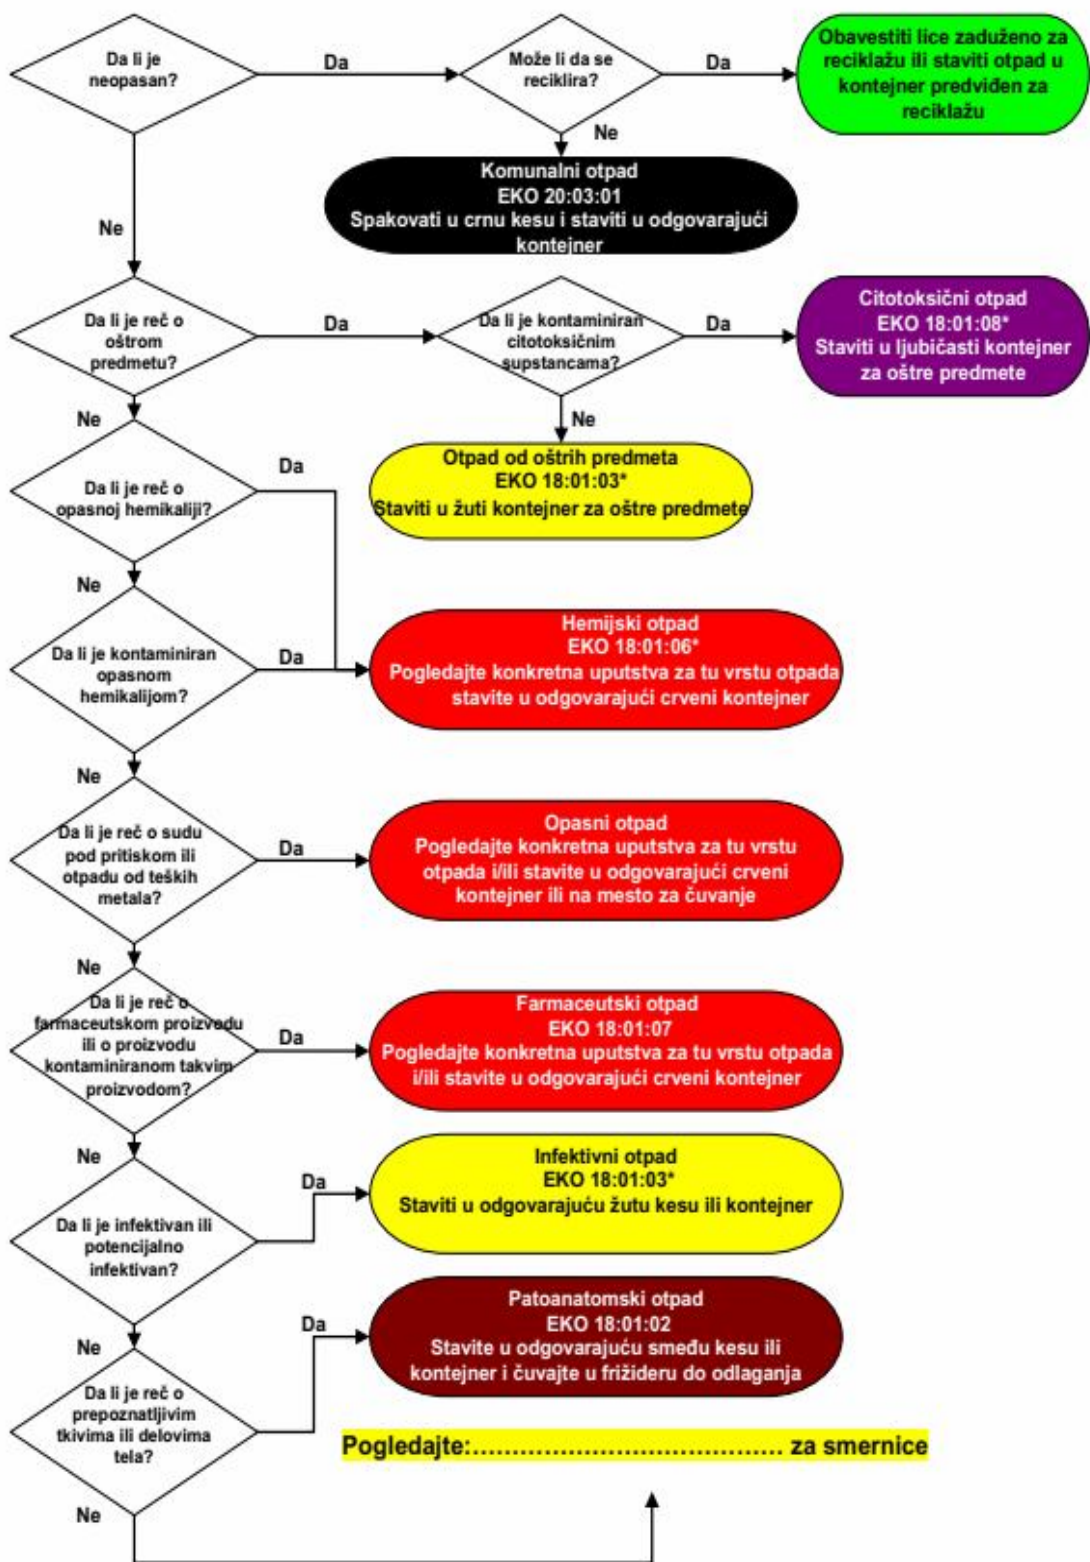 Da li je
neopasan?
Da
Može li da se
reciklira?
Da
Obavestiti lice zaduženo za
reciklažu ili staviti otpad u
kontejner predviđen za
reciklažu
Ne
Komunalni otpad
EKO 20:03:01
Spakovati u crnu kesu i staviti u odgovarajući
kontejner
Ne
Da li je reč o
oštrom
predmetu?
Da
Da li je kontaminiran
citotoksičnim
supstancama?
Da
Citotoksični otpad
EKO 18:01:08*
Staviti u ljubičasti kontejner
za oštre predmete
Ne
Ne
Otpad od oštrih predmeta
EKO 18:01:03*
Staviti u žuti kontejner za oštre predmete
Da li je reč o
opasnoj hemikaliji?
Da
Ne
Da li je kontaminiran
opasnom
hemikalijom?
Da
Hemijski otpad
EKO 18:01:06*
Pogledajte konkretna uputstva za tu vrstu otpada
stavite u odgovarajući crveni kontejner
Ne
Da li je reč o sudu
pod pritiskom ili
otpadu od teških
metala?
Da
Opasni otpad
Pogledajte konkretna uputstva za tu vrstu
otpada i/ili stavite u odgovarajući crveni
kontejner ili na mesto za čuvanje
Ne
Da li je reč o
farmaceutskom proizvodu
ili o proizvodu
kontaminiranom takvim
proizvodom?
Da
Farmaceutski otpad
EKO 18:01:07
Pogledajte konkretna uputstva za tu vrstu otpada
i/ili stavite u odgovarajući crveni kontejner
Ne
Da li je infektivan ili
potencijalno
infektivan?
Da
Infektivni otpad
EKO 18:01:03*
Staviti u odgovarajuću žutu kesu ili kontejner
Ne
Da li je reč o
prepoznatljivim
tkivima ili delovima
tela?
Da
Patoanatomski otpad
EKO 18:01:02
Stavite u odgovarajuću smeđu kesu ili
kontejner i čuvajte u frižideru do odlaganja
Pogledajte:....................................... za smernice
Ne